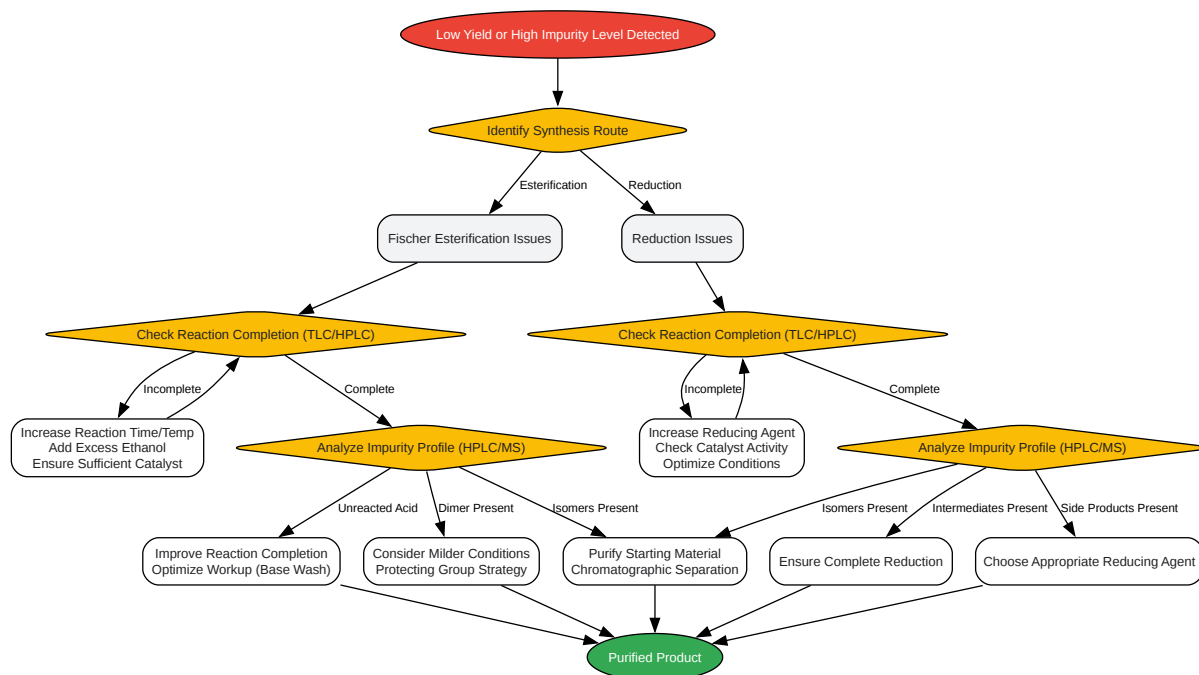 Low Yield or High Impurity Level Detected
Identify Synthesis Route
Esterification
Reduction
Fischer Esterification Issues
Reduction Issues
Check Reaction Completion (TLC/HPLC)
Check Reaction Completion (TLC/HPLC)
Incomplete
Complete
Incomplete
Complete
Increase Reaction Time/Temp
Add Excess Ethanol
Ensure Sufficient Catalyst
Analyze Impurity Profile (HPLC/MS)
Increase Reducing Agent
Check Catalyst Activity
Optimize Conditions
Analyze Impurity Profile (HPLC/MS)
Unreacted Acid
Dimer Present
Isomers Present
Isomers Present
Intermediates Present
Side Products Present
Improve Reaction Completion
Optimize Workup (Base Wash)
Consider Milder Conditions
Protecting Group Strategy
Purify Starting Material
Chromatographic Separation
Ensure Complete Reduction
Choose Appropriate Reducing Agent
Purified Product